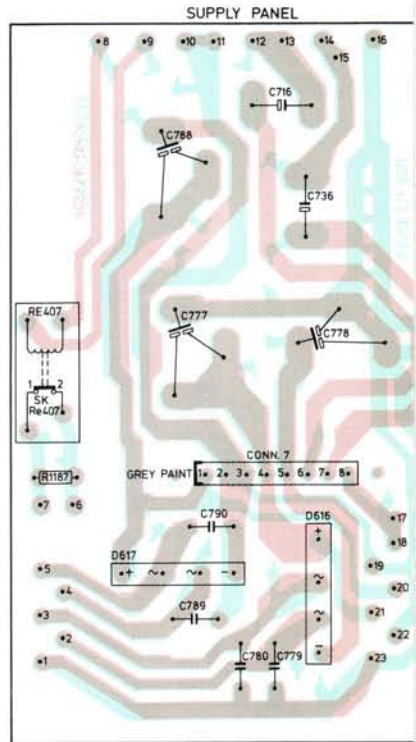 SUPPLY PANEL
8 9 10 11 12 13 14 16
15
C716
C788
C736
RE407
C777
C778
1 2
SK
Re407
CONN. 7
GREY PAINT 1 2 3 4 5 6 7 8
R1187
7 6
C790
D616
17
D617
18
+ ~ ~ -
+ ~ ~ -
5
19
4
20
3
C789
21
2
22
1
C780 C779
23